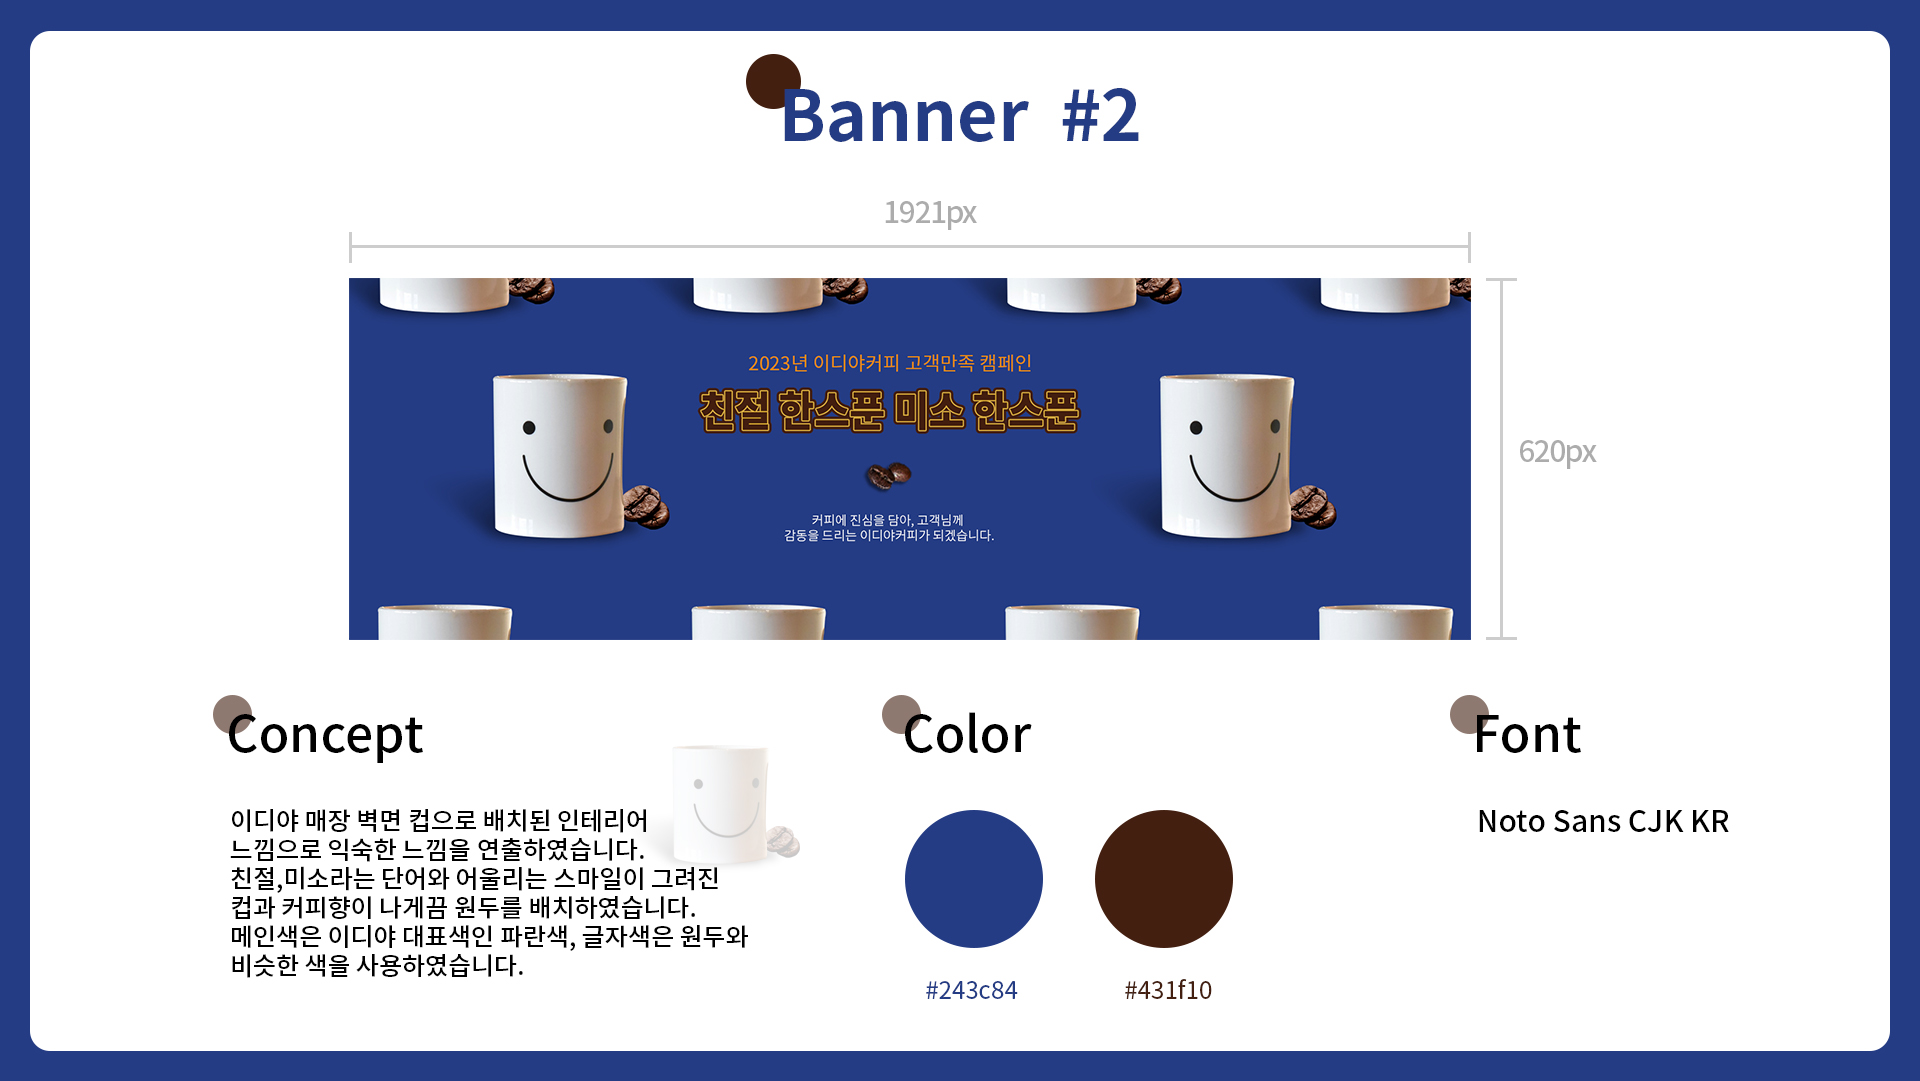 Banner #2
1921px
2023년 이디야커피 고객만족 캠페인
친절 한스푼 미소 한스푼
커피에 진심을 담아, 고객님께
감동을 드리는 이디야커피가 되겠습니다.
620px
Concept
이디야 매장 벽면 컵으로 배치된 인테리어
느낌으로 익숙한 느낌을 연출하였습니다.
친절,미소라는 단어와 어울리는 스마일이 그려진
컵과 커피향이 나게끔 원두를 배치하였습니다.
메인색은 이디야 대표색인 파란색, 글자색은 원두와
비슷한 색을 사용하였습니다.
Color
#243c84
#431f10
Font
Noto Sans CJK KR